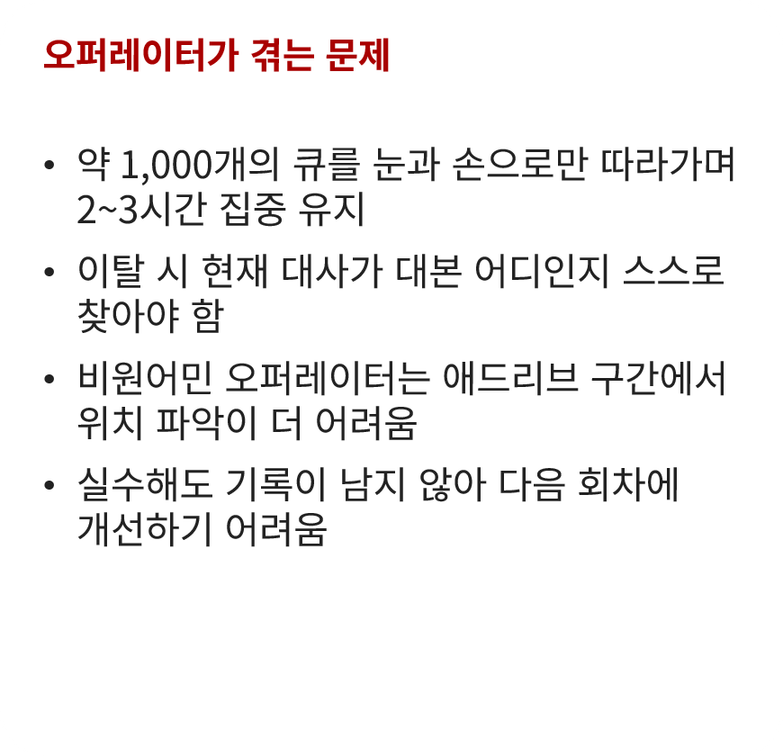 오퍼레이터가 겪는 문제
• 약 1,000개의 큐를 눈과 손으로만 따라가며
2~3시간 집중 유지
• 이탈 시 현재 대사가 대본 어디인지 스스로
찾아야 함
• 비원어민 오퍼레이터는 애드리브 구간에서
위치 파악이 더 어려움
• 실수해도 기록이 남지 않아 다음 회차에
개선하기 어려움